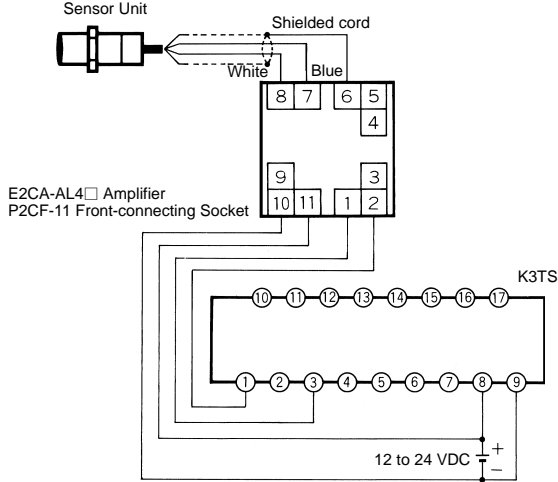 Sensor Unit
Shielded cord
White
Blue
8 7 6 5
4
9 3
10 11 1 2
E2CA-AL4□ Amplifier
P2CF-11 Front-connecting Socket
K3TS
10 11 12 13 14 15 16 17
1 2 3 4 5 6 7 8 9
12 to 24 VDC
+
−